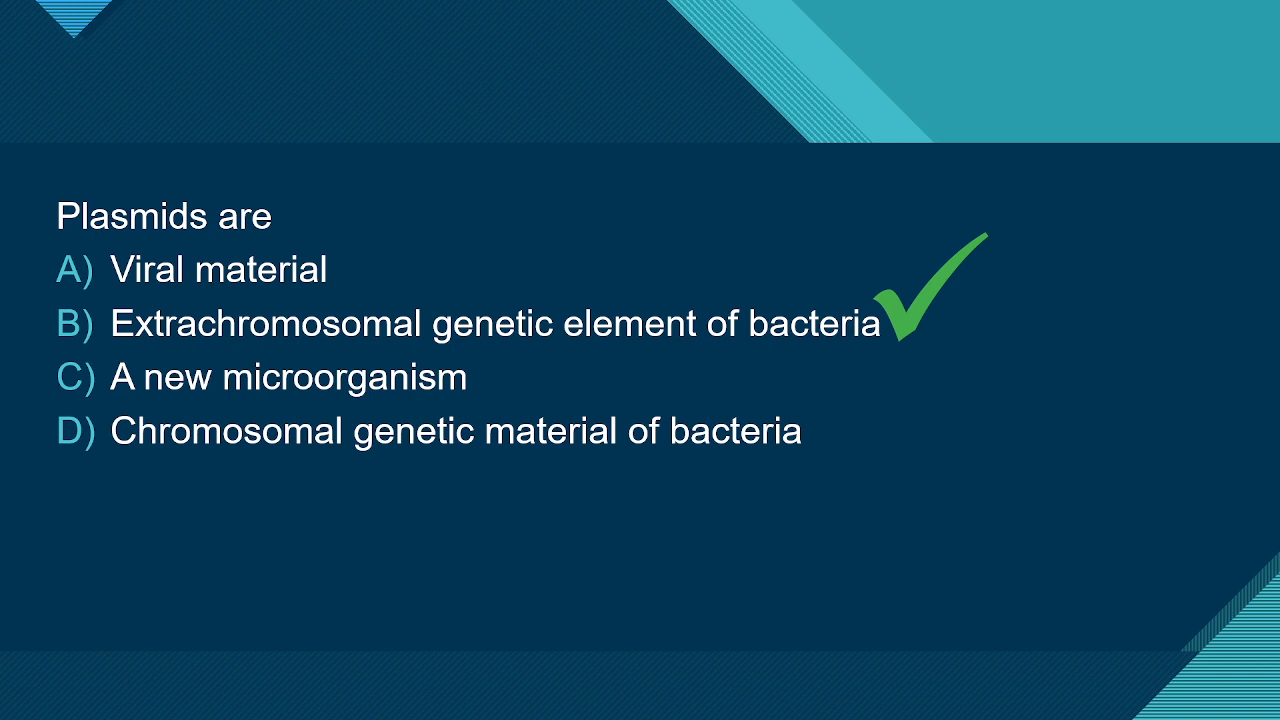 Plasmids are
A) Viral material
B) Extrachromosomal genetic element of bacteria
C) A new microorganism
D) Chromosomal genetic material of bacteria